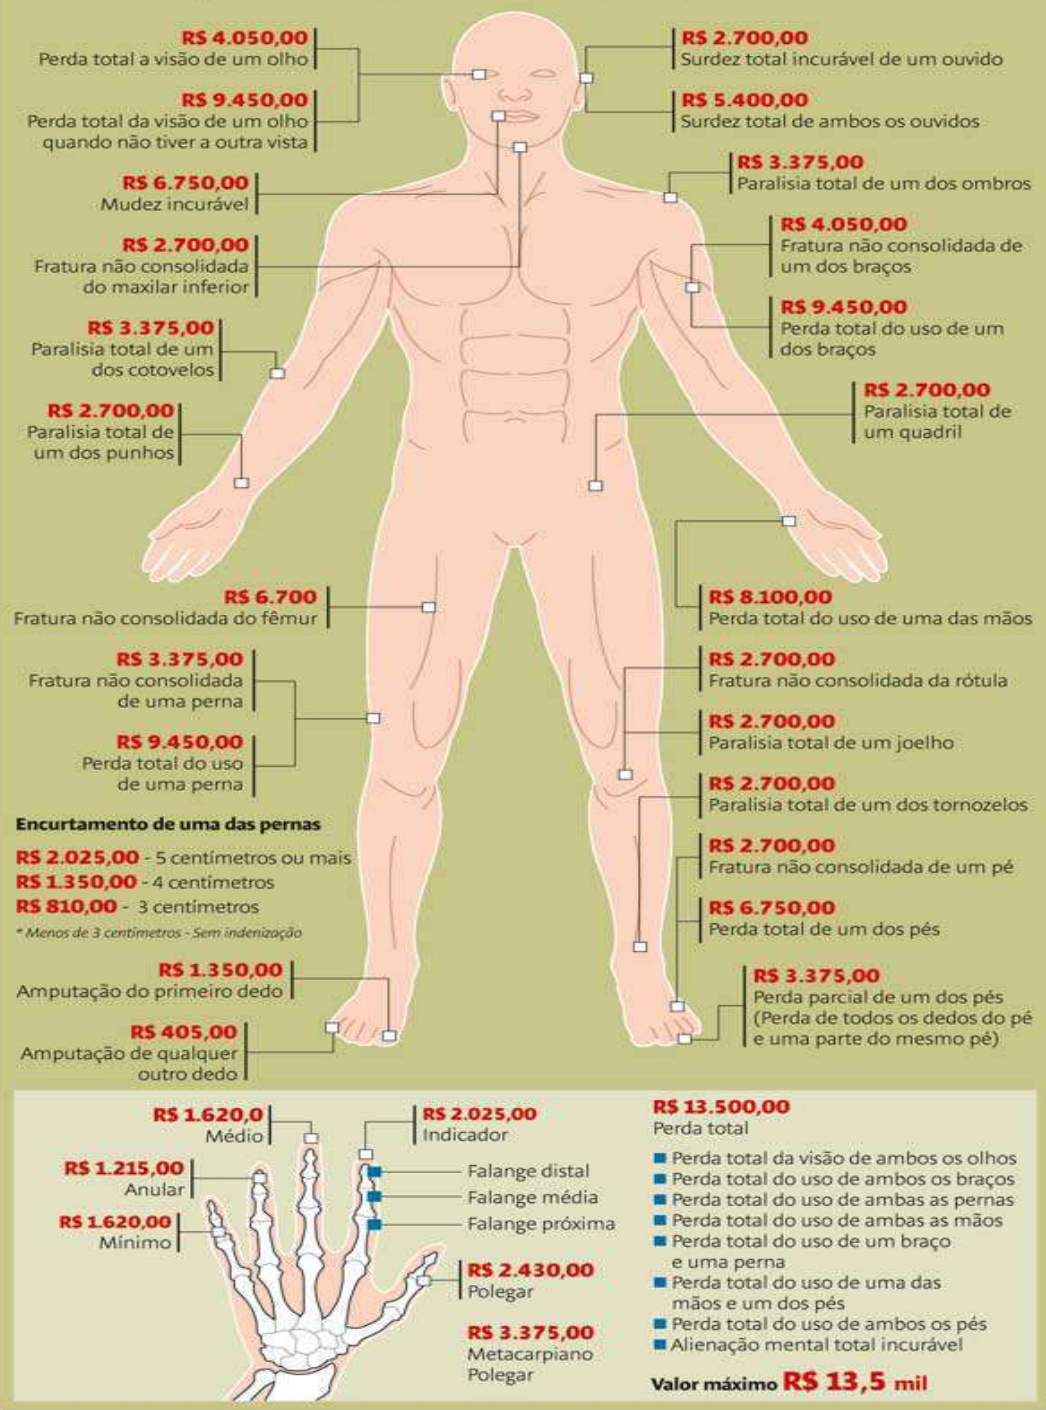 R$ 4.050,00
Perda total a visão de um olho
R$ 9.450,00
Perda total da visão de um olho
quando não tiver a outra vista
R$ 6.750,00
Mudez incurável
R$ 2.700,00
Fratura não consolidada
do maxilar inferior
R$ 3.375,00
Paralisia total de um
dos cotovelos
R$ 2.700,00
Paralisia total de
um dos punhos
R$ 2.700,00
Surdez total incurável de um ouvido
R$ 5.400,00
Surdez total de ambos os ouvidos
R$ 3.375,00
Paralisia total de um dos ombros
R$ 4.050,00
Fratura não consolidada de
um dos braços
R$ 9.450,00
Perda total do uso de um
dos braços
R$ 2.700,00
Paralisia total de
um quadril
R$ 6.700
Fratura não consolidada do fêmur
R$ 3.375,00
Fratura não consolidada
de uma perna
R$ 9.450,00
Perda total do uso
de uma perna
Encurtamento de uma das pernas
R$ 2.025,00 - 5 centímetros ou mais
R$ 1.350,00 - 4 centímetros
R$ 810,00 - 3 centímetros
* Menos de 3 centímetros - Sem indenização
R$ 1.350,00
Amputação do primeiro dedo
R$ 405,00
Amputação de qualquer
outro dedo
R$ 8.100,00
Perda total do uso de uma das mãos
R$ 2.700,00
Fratura não consolidada da rótula
R$ 2.700,00
Paralisia total de um joelho
R$ 2.700,00
Paralisia total de um dos tornozelos
R$ 2.700,00
Fratura não consolidada de um pé
R$ 6.750,00
Perda total de um dos pés
R$ 3.375,00
Perda parcial de um dos pés
(Perda de todos os dedos do pé
e uma parte do mesmo pé)
R$ 1.620,0
Médio
R$ 1.215,00
Anular
R$ 1.620,00
Mínimo
R$ 2.025,00
Indicador
Falange distal
Falange média
Falange próxima
R$ 2.430,00
Polegar
R$ 3.375,00
Metacarpiano
Polegar
R$ 13.500,00
Perda total
Perda total da visão de ambos os olhos
Perda total do uso de ambos os braços
Perda total do uso de ambas as pernas
Perda total do uso de ambas as mãos
Perda total do uso de um braço
e uma perna
Perda total do uso de uma das
mãos e um dos pés
Perda total do uso de ambos os pés
Alienação mental total incurável
Valor máximo R$ 13,5 mil